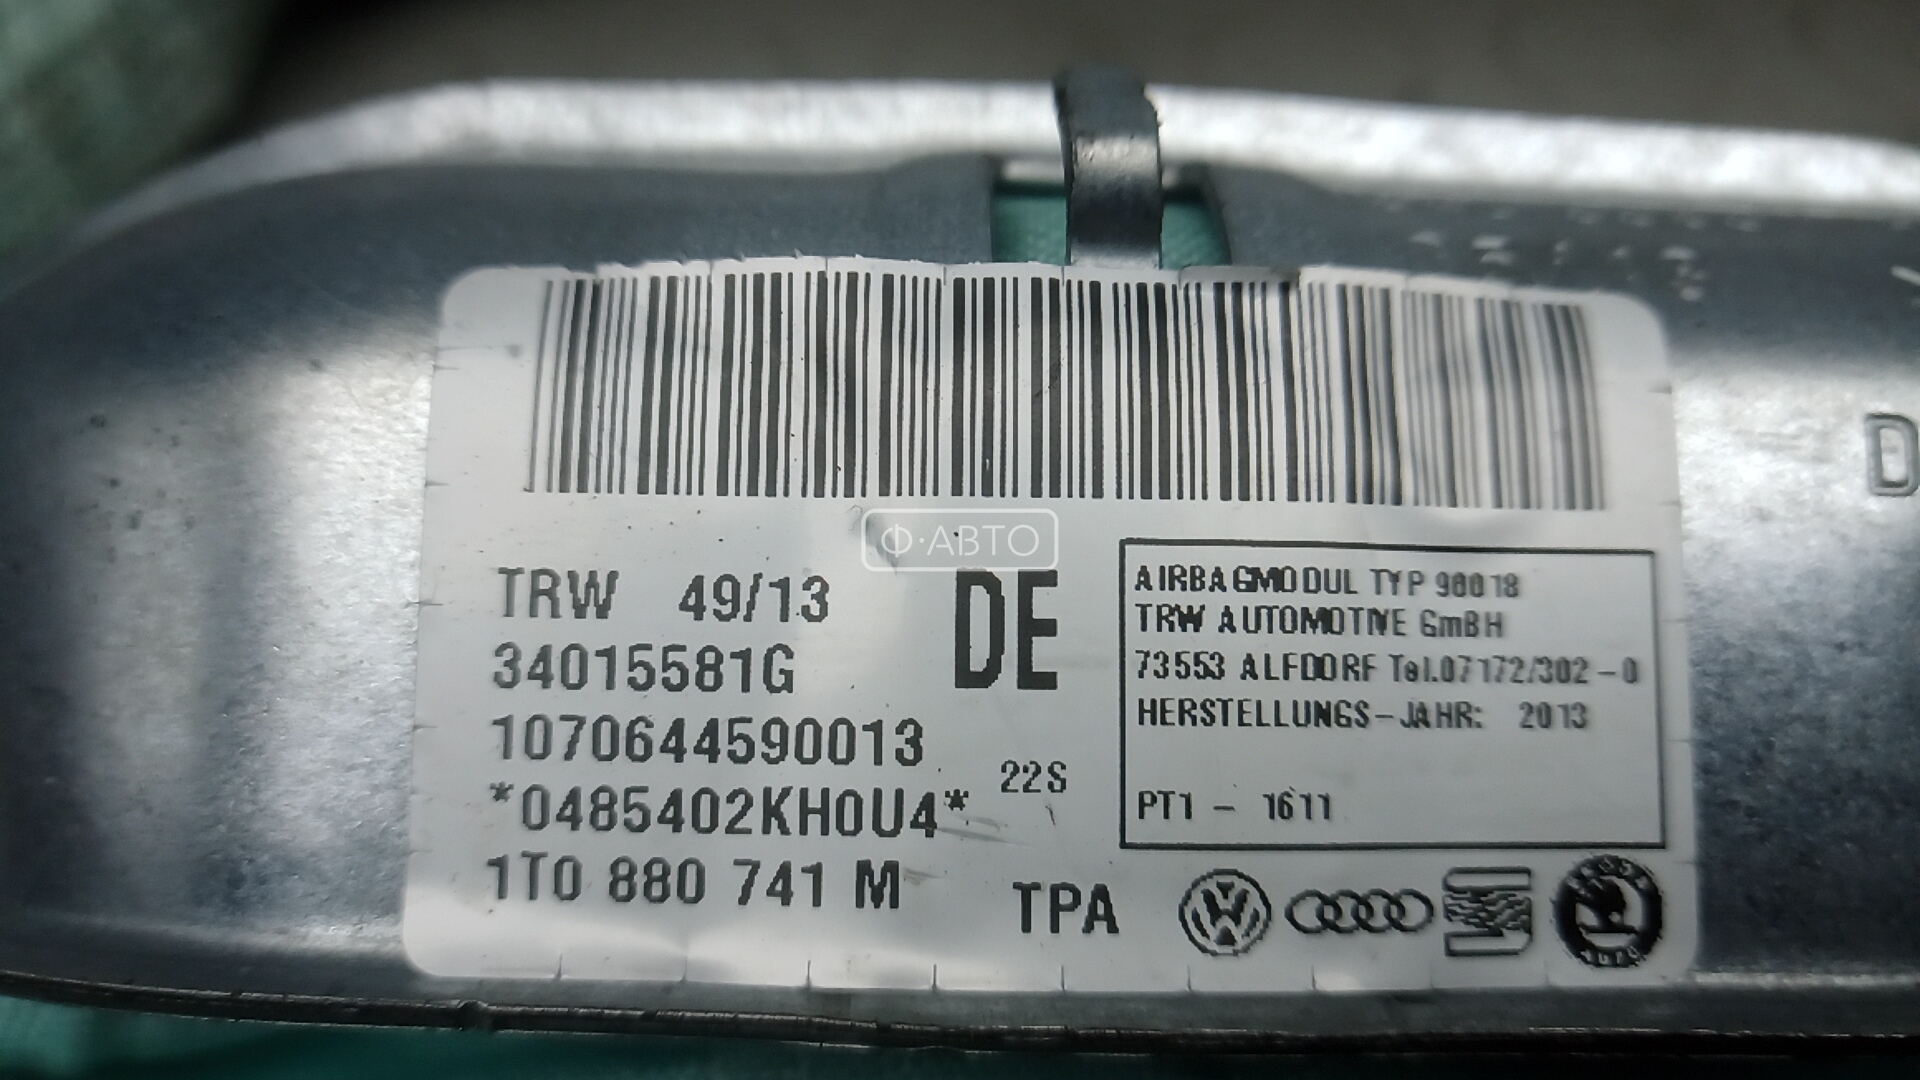 Ф·АВТО
TRW 49/13
34015581G
1070644590013
*0485402KH0U4*
1T0 880 741 M
DE
22S
TPA
AIRBAGMODUL TYP 90018
TRW AUTOMOTIVE GmBH
73553 ALFDORF Tel.07172/302-0
HERSTELLUNGS-JAHR: 2013
PT1 - 1611
D